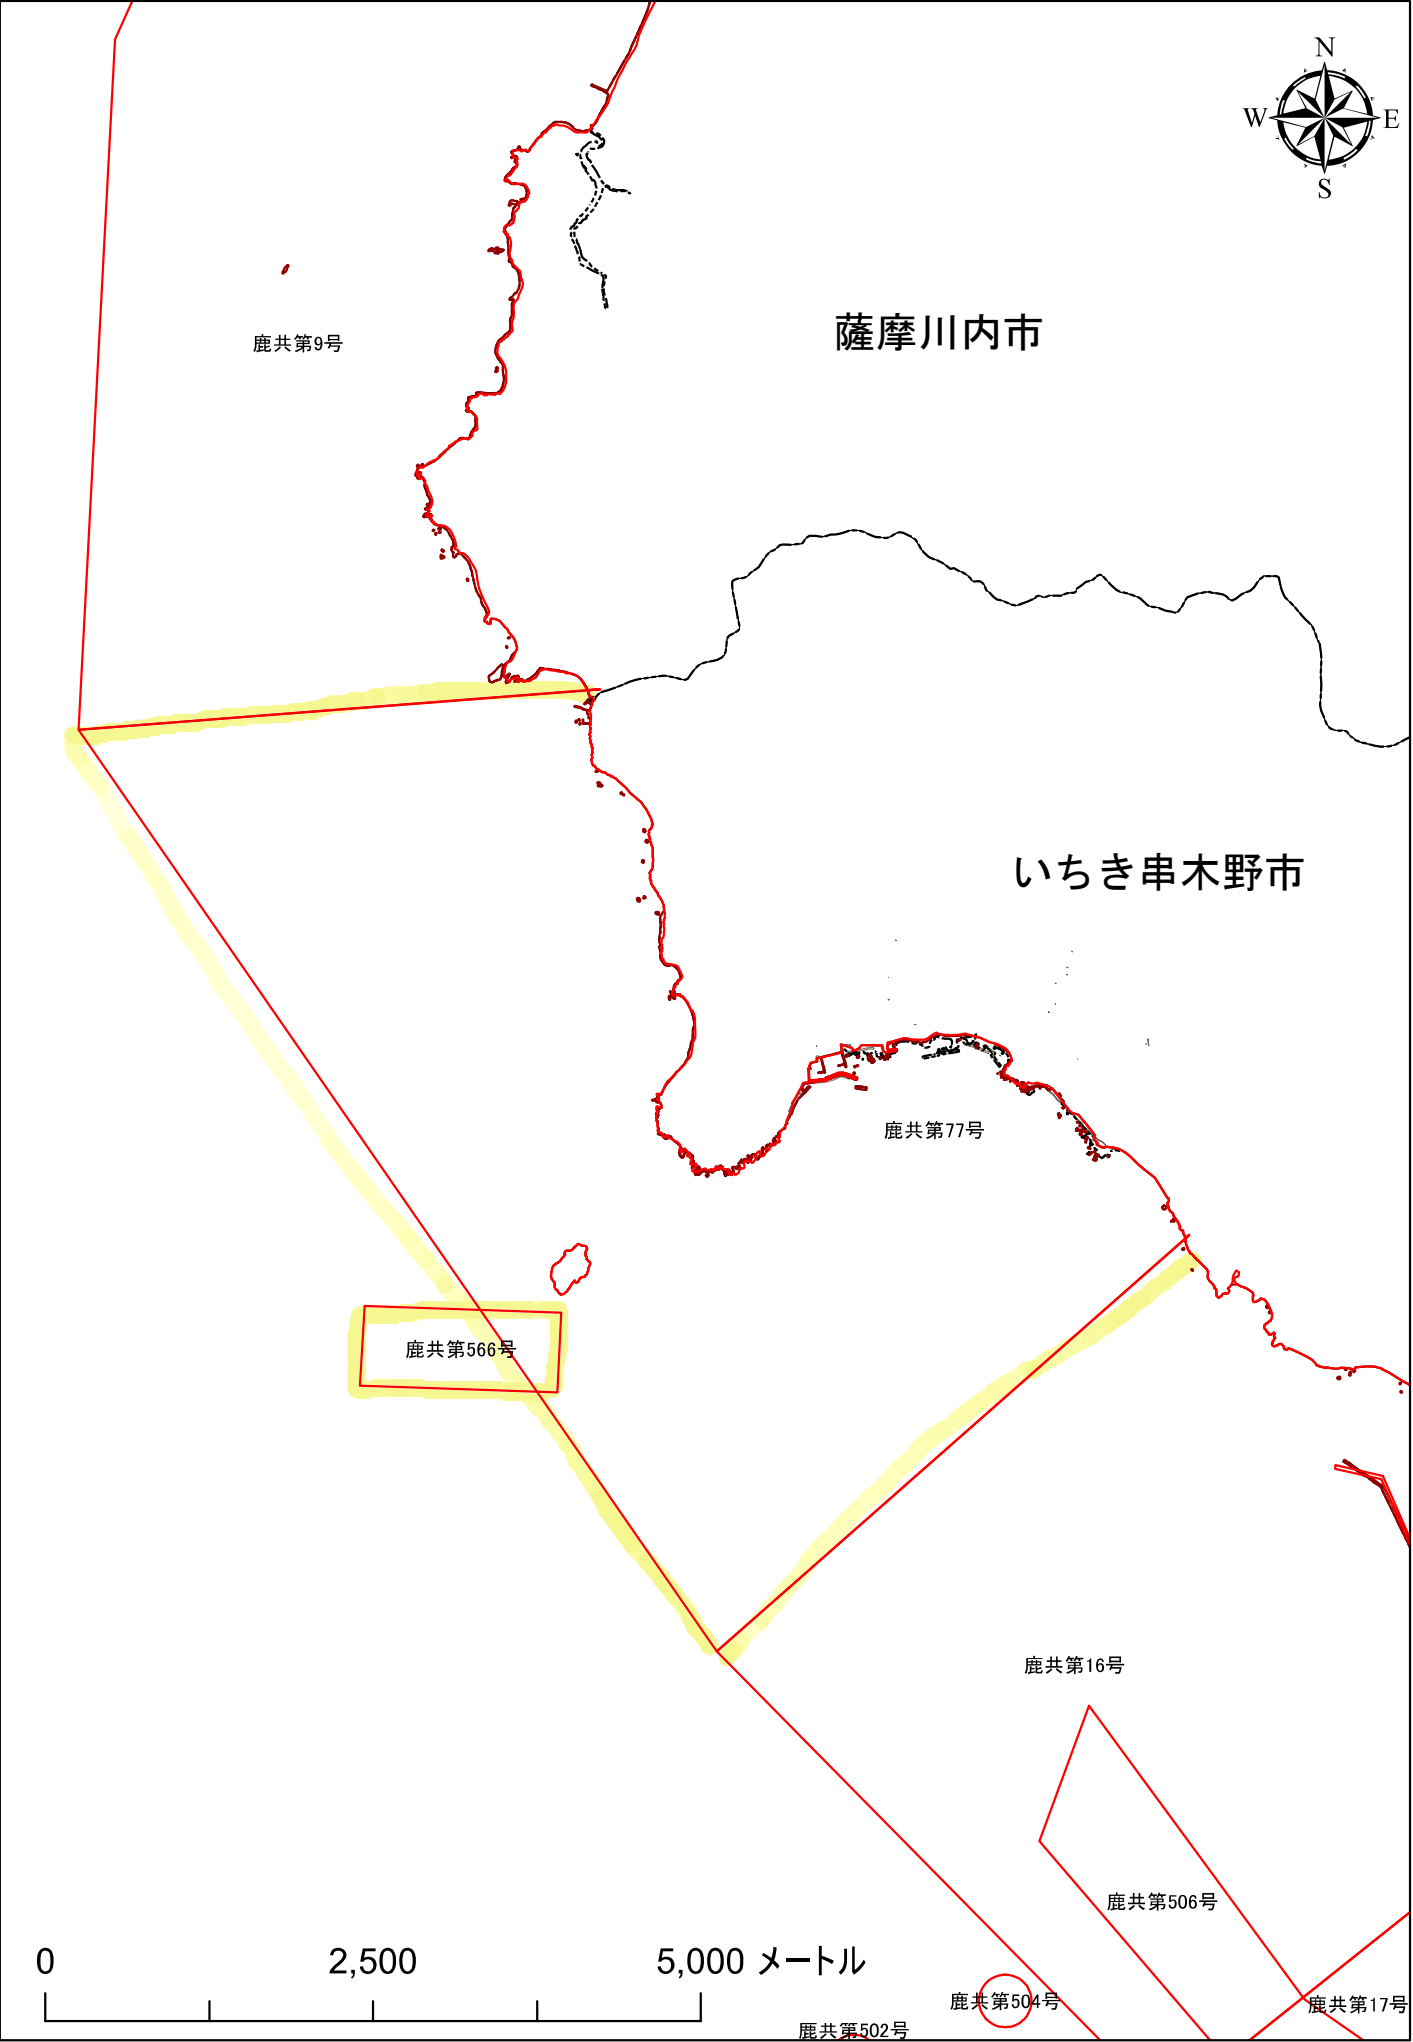 N
W
E
S
薩摩川内市
鹿共第9号
いちき串木野市
鹿共第77号
鹿共第566号
鹿共第16号
鹿共第506号
0
2,500
5,000 メートル
鹿共第504号
鹿共第17号
鹿共第502号